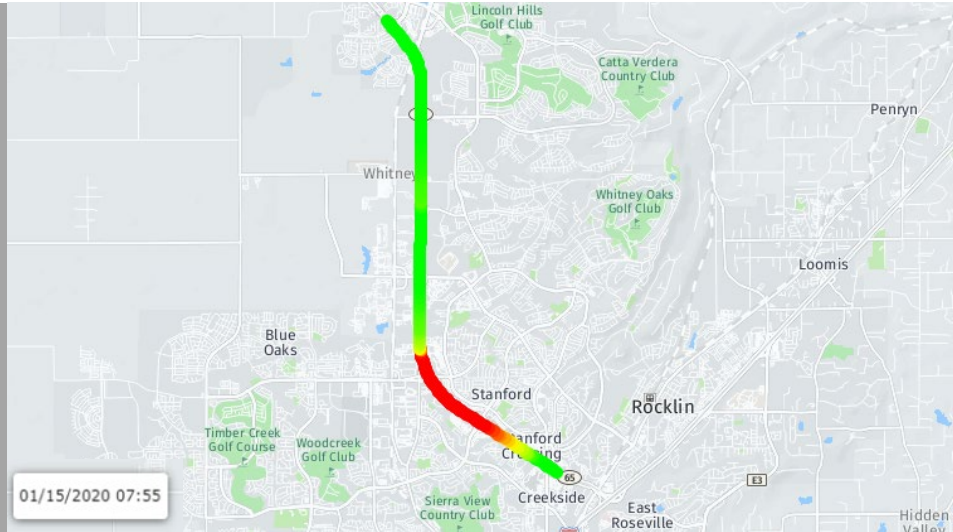 Lincoln Hills
Golf Club
Catta Verdera
Country Club
Penryn
Whitney
Whitney Oaks
Golf Club
Loomis
Blue
Oaks
Stanford
Rocklin
Timber Creek
Golf Course
Woodcreek
Golf Club
Stanford
Crossing
65
E3
01/15/2020 07:55
Creekside
Sierra View
Country Club
East
Roseville
Hidden
Valley